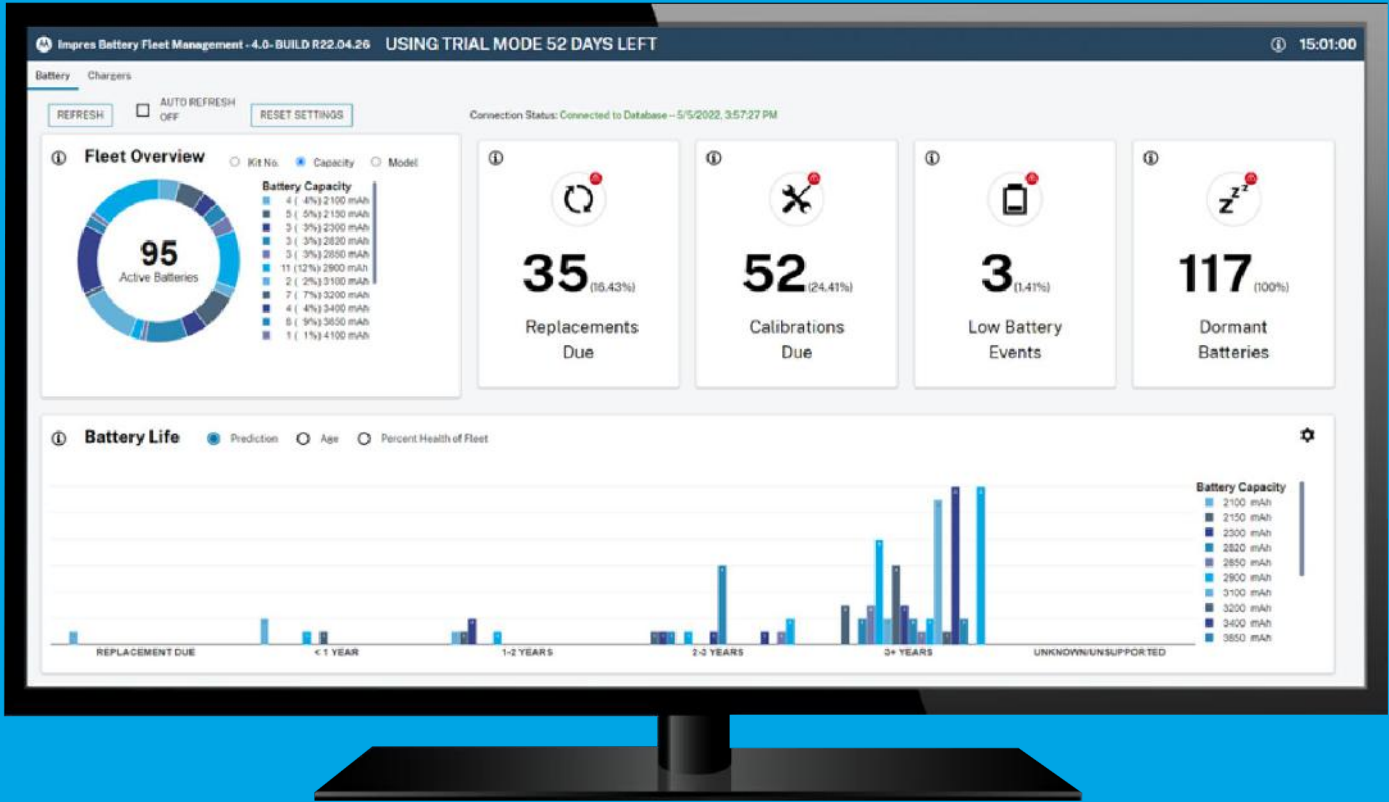 Impres Battery Fleet Management - 4.0- BUILD R22.04.26 USING TRIAL MODE 52 DAYS LEFT 15:01:00
Battery Chargers
REFRESH
AUTO REFRESH
OFF
RESET SETTINGS
Connection Status: Connected to Database – 5/5/2022, 3:57:27 PM
Fleet Overview
Kit No. Capacity Model
95
Active Batteries
Battery Capacity
4 ( 4%) 2100 mAh
5 ( 5%) 2150 mAh
3 ( 3%) 2300 mAh
3 ( 3%) 2820 mAh
3 ( 3%) 2850 mAh
11 (12%) 2900 mAh
2 ( 2%) 3100 mAh
7 ( 7%) 3200 mAh
4 ( 4%) 3400 mAh
( 9%) 3650 mAh
1 ( 1%) 4100 mAh
35 (16.43%)
Replacements
Due
52 (24.41%)
Calibrations
Due
3 (1.41%)
Low Battery
Events
zzz
117 (100%)
Dormant
Batteries
Battery Life Prediction Age Percent Health of Fleet
REPLACEMENT DUE
< 1 YEAR
1-2 YEARS
2-3 YEARS
3+ YEARS
UNKNOWN/UNSUPPORTED
Battery Capacity
2100 mAh
2150 mAh
2300 mAh
2820 mAh
2850 mAh
2900 mAh
3100 mAh
3200 mAh
3400 mAh
3650 mAh